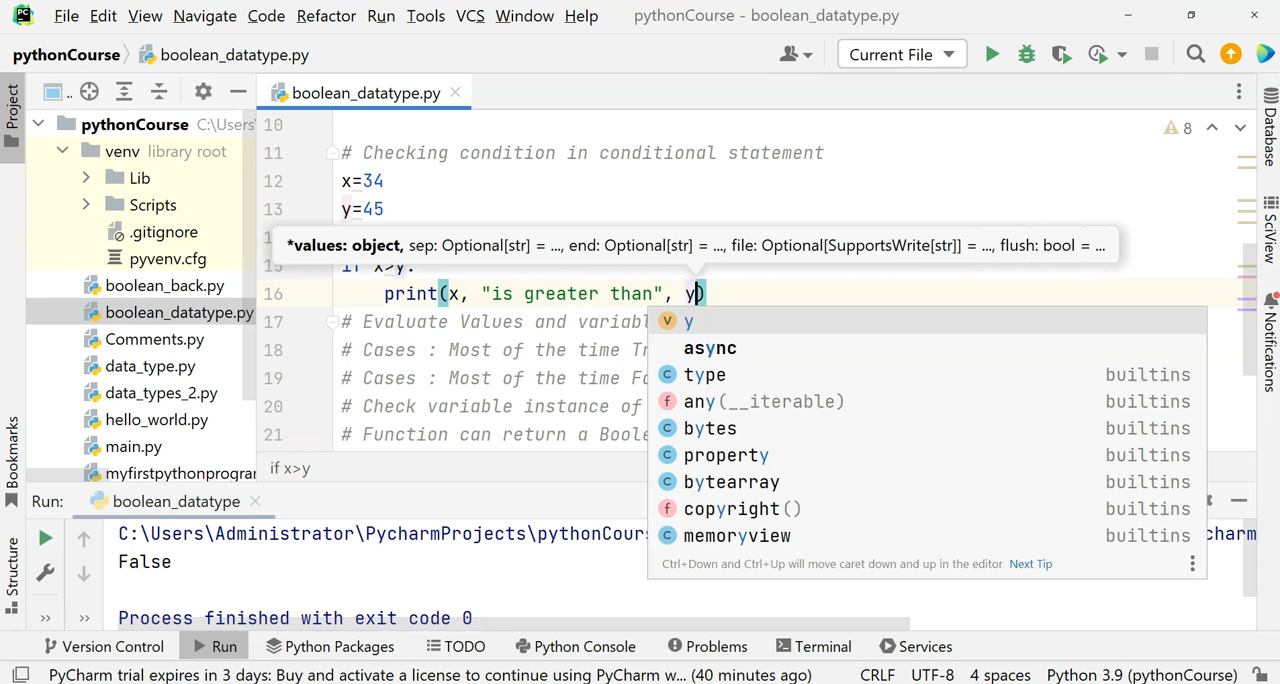 PC File Edit View Navigate Code Refactor Run Tools VCS Window Help pythonCourse - boolean_datatype.py
pythonCourse boolean_datatype.py Current File
Project
.. boolean_datatype.py
pythonCourse C:\Users
venv library root
Lib
Scripts
.gitignore
pyvenv.cfg
boolean_back.py
boolean_datatype.py
Comments.py
data_type.py
data_types_2.py
hello_world.py
main.py
myfirstpythonprogra
10
11 # Checking condition in conditional statement
12 x=34
13 y=45
*values: object, sep: Optional[str] = ..., end: Optional[str] = ..., file: Optional[SupportsWrite[str]] = ..., flush: bool = ...
15 if x>y:
16 print(x, "is greater than", y)
17 # Evaluate Values and variabl
18 # Cases : Most of the time Tr
19 # Cases : Most of the time Fa
20 # Check variable instance of
21 # Function can return a Boole
if x>y
8
v y
async
C type builtins
f any(__iterable) builtins
C bytes builtins
C property builtins
C bytearray builtins
f copyright() builtins
C memoryview builtins
Ctrl+Down and Ctrl+Up will move caret down and up in the editor Next Tip
Database
SciView
Notifications
Bookmarks
Structure
Run: boolean_datatype
C:\Users\Administrator\PycharmProjects\pythonCour
charm
False
Process finished with exit code 0
Version Control Run Python Packages TODO Python Console Problems Terminal Services
PyCharm trial expires in 3 days: Buy and activate a license to continue using PyCharm w... (40 minutes ago) CRLF UTF-8 4 spaces Python 3.9 (pythonCourse)